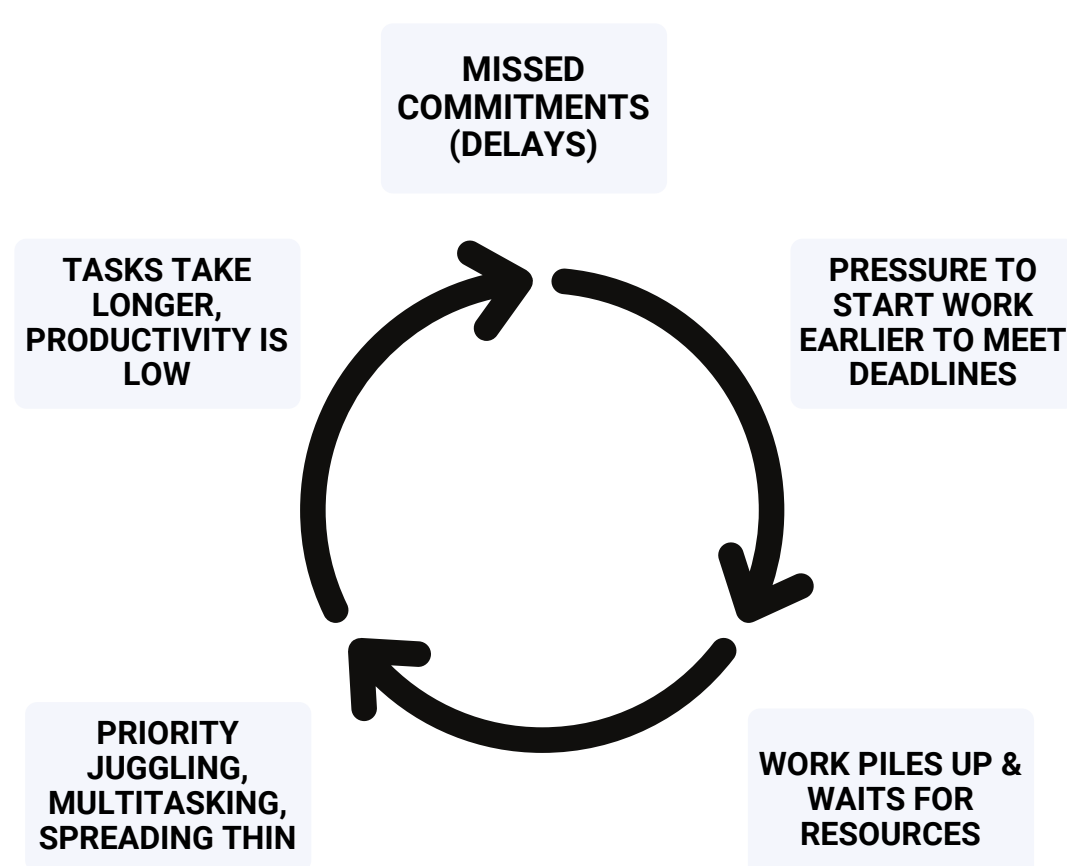 MISSED
COMMITMENTS
(DELAYS)
PRESSURE TO
START WORK
EARLIER TO MEET
DEADLINES
WORK PILES UP &
WAITS FOR
RESOURCES
PRIORITY
JUGGLING,
MULTITASKING,
SPREADING THIN
TASKS TAKE
LONGER,
PRODUCTIVITY IS
LOW